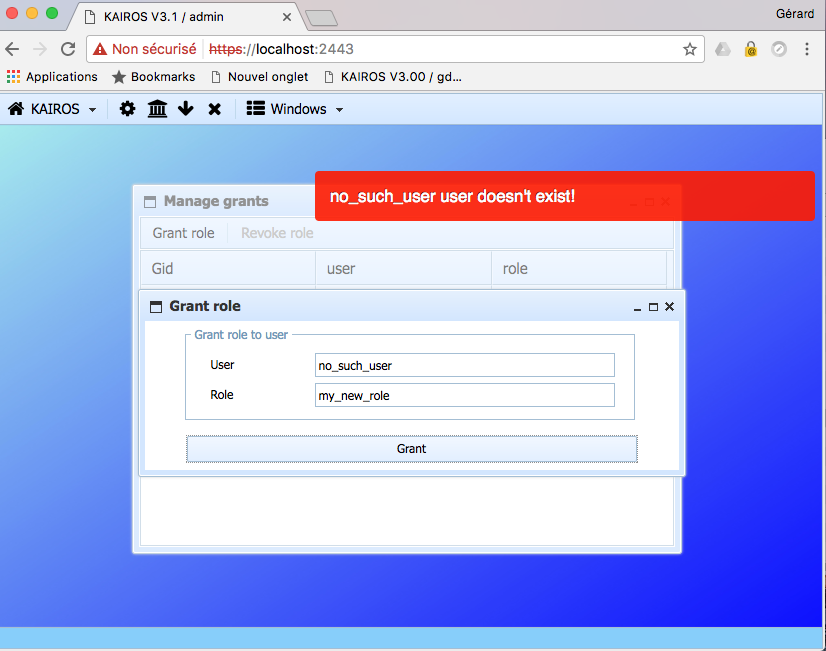 KAIROS V3.1 / admin
Gérard
Non sécurisé https://localhost:2443
Applications Bookmarks Nouvel onglet KAIROS V3.00 / gd...
KAIROS Windows
no_such_user user doesn't exist!
Manage grants
Grant role Revoke role
Gid user role
Grant role
Grant role to user
User no_such_user
Role my_new_role
Grant